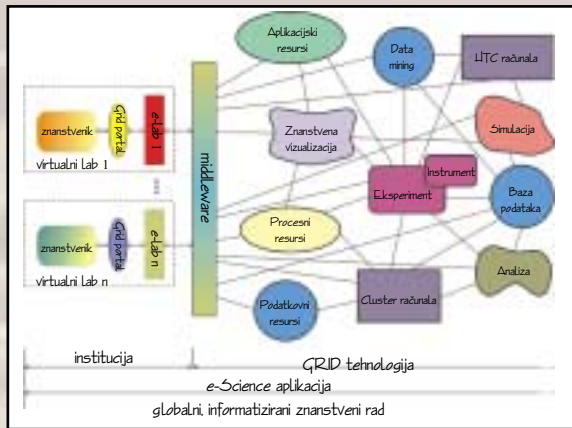 Aplikacijski
resursi
Data
mining
HTC računala
znanstvenik
Grid portal
e-Lab 1
virtualni lab 1
middleware
Znanstvena
vizualizacija
Simulacija
Instrument
Eksperiment
Baza
podataka
znanstvenik
Grid portal
e-Lab n
virtualni lab n
Procesni
resursi
Analiza
Podatkovni
resursi
Cluster računala
institucija
GRID tehnologija
e-Science aplikacija
globalni, informatizirani znanstveni rad